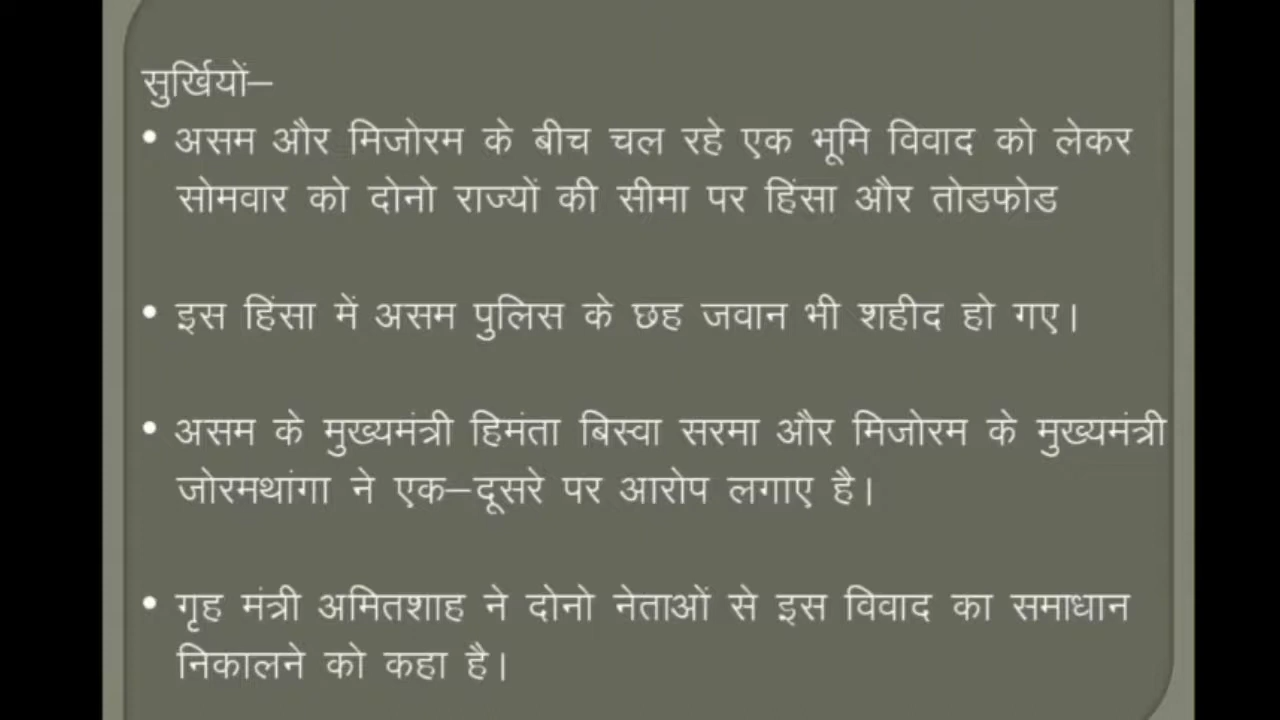 सुर्खियों–
• असम और मिजोरम के बीच चल रहे एक भूमि विवाद को लेकर
सोमवार को दोनो राज्यों की सीमा पर हिंसा और तोडफोड
• इस हिंसा में असम पुलिस के छह जवान भी शहीद हो गए।
• असम के मुख्यमंत्री हिमंता बिस्वा सरमा और मिजोरम के मुख्यमंत्री
जोरमथांगा ने एक–दूसरे पर आरोप लगाए है।
• गृह मंत्री अमितशाह ने दोनो नेताओं से इस विवाद का समाधान
निकालने को कहा है।